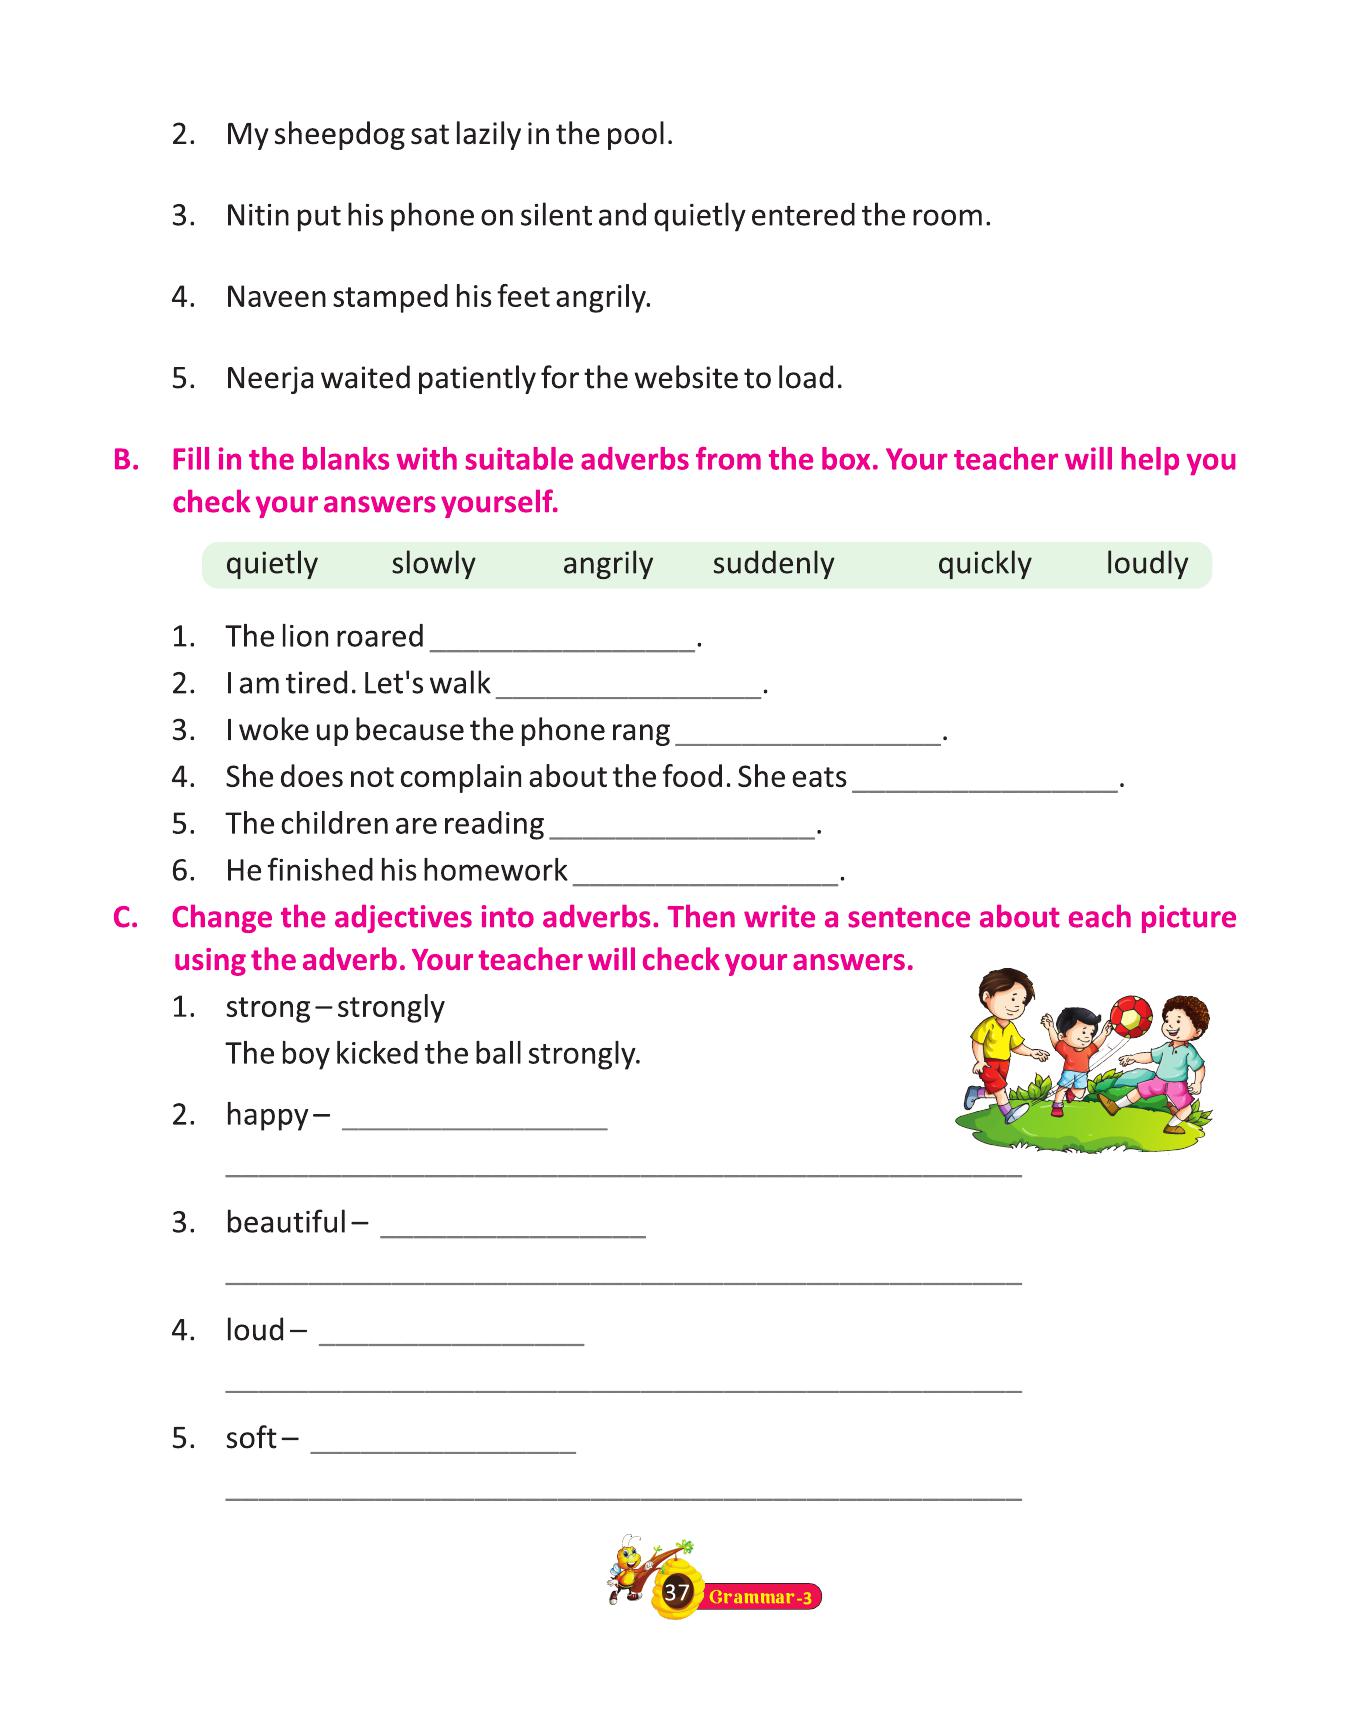 2. My sheepdog sat lazily in the pool.
3. Nitin put his phone on silent and quietly entered the room.
4. Naveen stamped his feet angrily.
5. Neerja waited patiently for the website to load.
B. Fill in the blanks with suitable adverbs from the box. Your teacher will help you
check your answers yourself.
quietly slowly angrily suddenly quickly loudly
1. The lion roared ________________.
2. I am tired. Let's walk ________________.
3. I woke up because the phone rang ________________.
4. She does not complain about the food. She eats ________________.
5. The children are reading ________________.
6. He finished his homework ________________.
C. Change the adjectives into adverbs. Then write a sentence about each picture
using the adverb. Your teacher will check your answers.
1. strong – strongly
The boy kicked the ball strongly.
2. happy – ________________
________________________________________________
3. beautiful – ________________
________________________________________________
4. loud – ________________
________________________________________________
5. soft – ________________
________________________________________________
37 Grammar-3